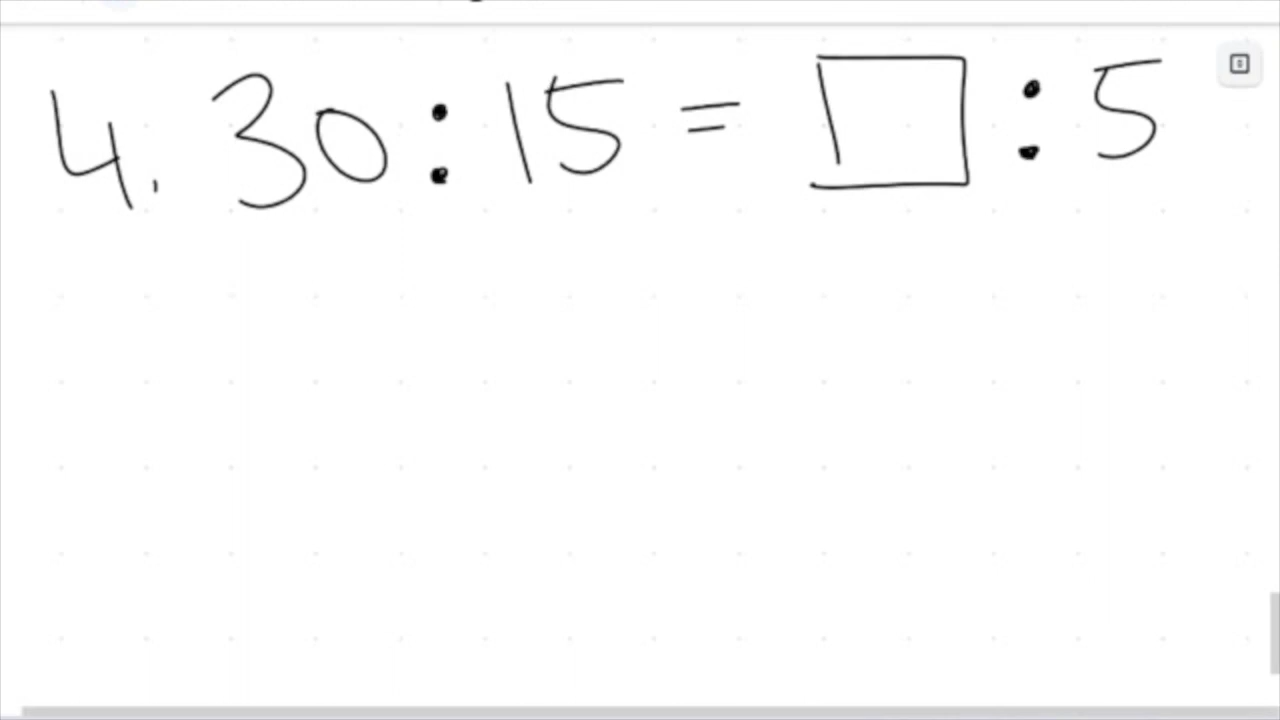 4. 30 : 15 = □ : 5